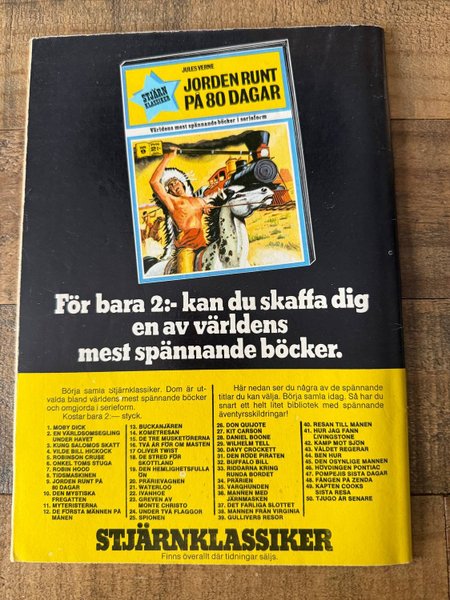 JULES VERNE
STJÄRN
KLASSIKER
JORDEN RUNT
PÅ 80 DAGAR
Världens mest spännande böcker i serieform
För bara 2:- kan du skaffa dig
en av världens
mest spännande böcker.
Börja samla Stjärnklassiker. Dom är ut-
valda bland världens mest spännande böcker
och omgjorda i serieform.
Kostar bara 2:— styck.
Här nedan ser du några av de spännande
titlar du kan välja. Börja samla idag. Så har du
snart ett helt litet bibliotek med spännande
äventyrsskildringar!
1. MOBY DICK
2. EN VÄRLDSOMSEGLING
UNDER HAVET
3. KUNG SALOMOS SKATT
4. VILDE BILL HICKOCK
5. ROBINSON CRUSE
6. ONKEL TOMS STUGA
7. ROBIN HOOD
8. TIDSMASKINEN
9. JORDEN RUNT PÅ
80 DAGAR
10. DEN MYSTISKA
FREGATTEN
11. MYTERISTERNA
12. DE FÖRSTA MÄNNEN PÅ
MÅNEN
13. BUCKANJÄREN
14. KOMETRESAN
15. DE TRE MUSKETÖRERNA
16. TVÅ ÄR FÖR OM MASTEN
17. OLIVER TWIST
18. DE STRED FÖR
SKOTTLAND
19. DEN HEMLIGHETSFULLA
ÖN
20. PRÄRIEVAGNEN
21. WATERLOO
22. IVANHOE
23. GREVEN AV
MONTE CHRISTO
24. UNDER TVÅ FLAGGOR
25. SPIONEN
26. DON QUIJOTE
27. KIT CARSON
28. DANIEL BOONE
29. WILHELM TELL
30. DAVY CROCKETT
31. DEN RÖDE PIRATEN
32. BUFFALO BILL
33. RIDDARNA KRING
RUNDA BORDET
34. PRÄRIEN
35. VARGHUNDEN
36. MANNEN MED
JÄRNMASKEN
37. DET FARLIGA SLOTTET
38. MANNEN FRÅN VIRGINIA
39. GULLIVERS RESOR
40. RESAN TILL MÅNEN
41. HUR JAG FANN
LIVINGSTONE
42. KAMP MOT SJÖN
43. VÄLDET REGERAR
44. BEN HUR
45. DEN OSTYRLIGE MANNEN
46. HÖVDINGEN PONTIAC
47. POMPEJIS SISTA DAGAR
48. FÅNGEN PÅ ZENDA
49. KAPTEN COOKS
SISTA RESA
50. TJUGO ÅR SENARE
STJÄRNKLASSIKER
Finns överallt där tidningar säljs.